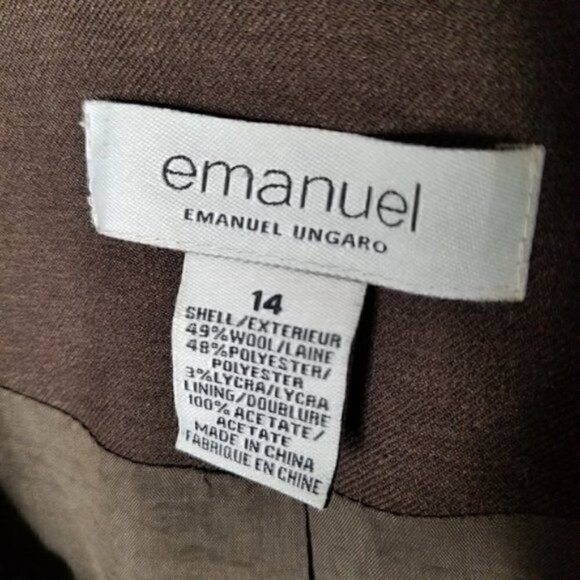 emanuel
EMANUEL UNGARO
14
SHELL/EXTERIEUR
49%WOOL/LAINE
48%POLYESTER/
POLYESTER
3%LYCRA/LYCRA
LINING/DOUBLURE
100% ACETATE/
ACETATE
MADE IN CHINA
FABRIQUE EN CHINE